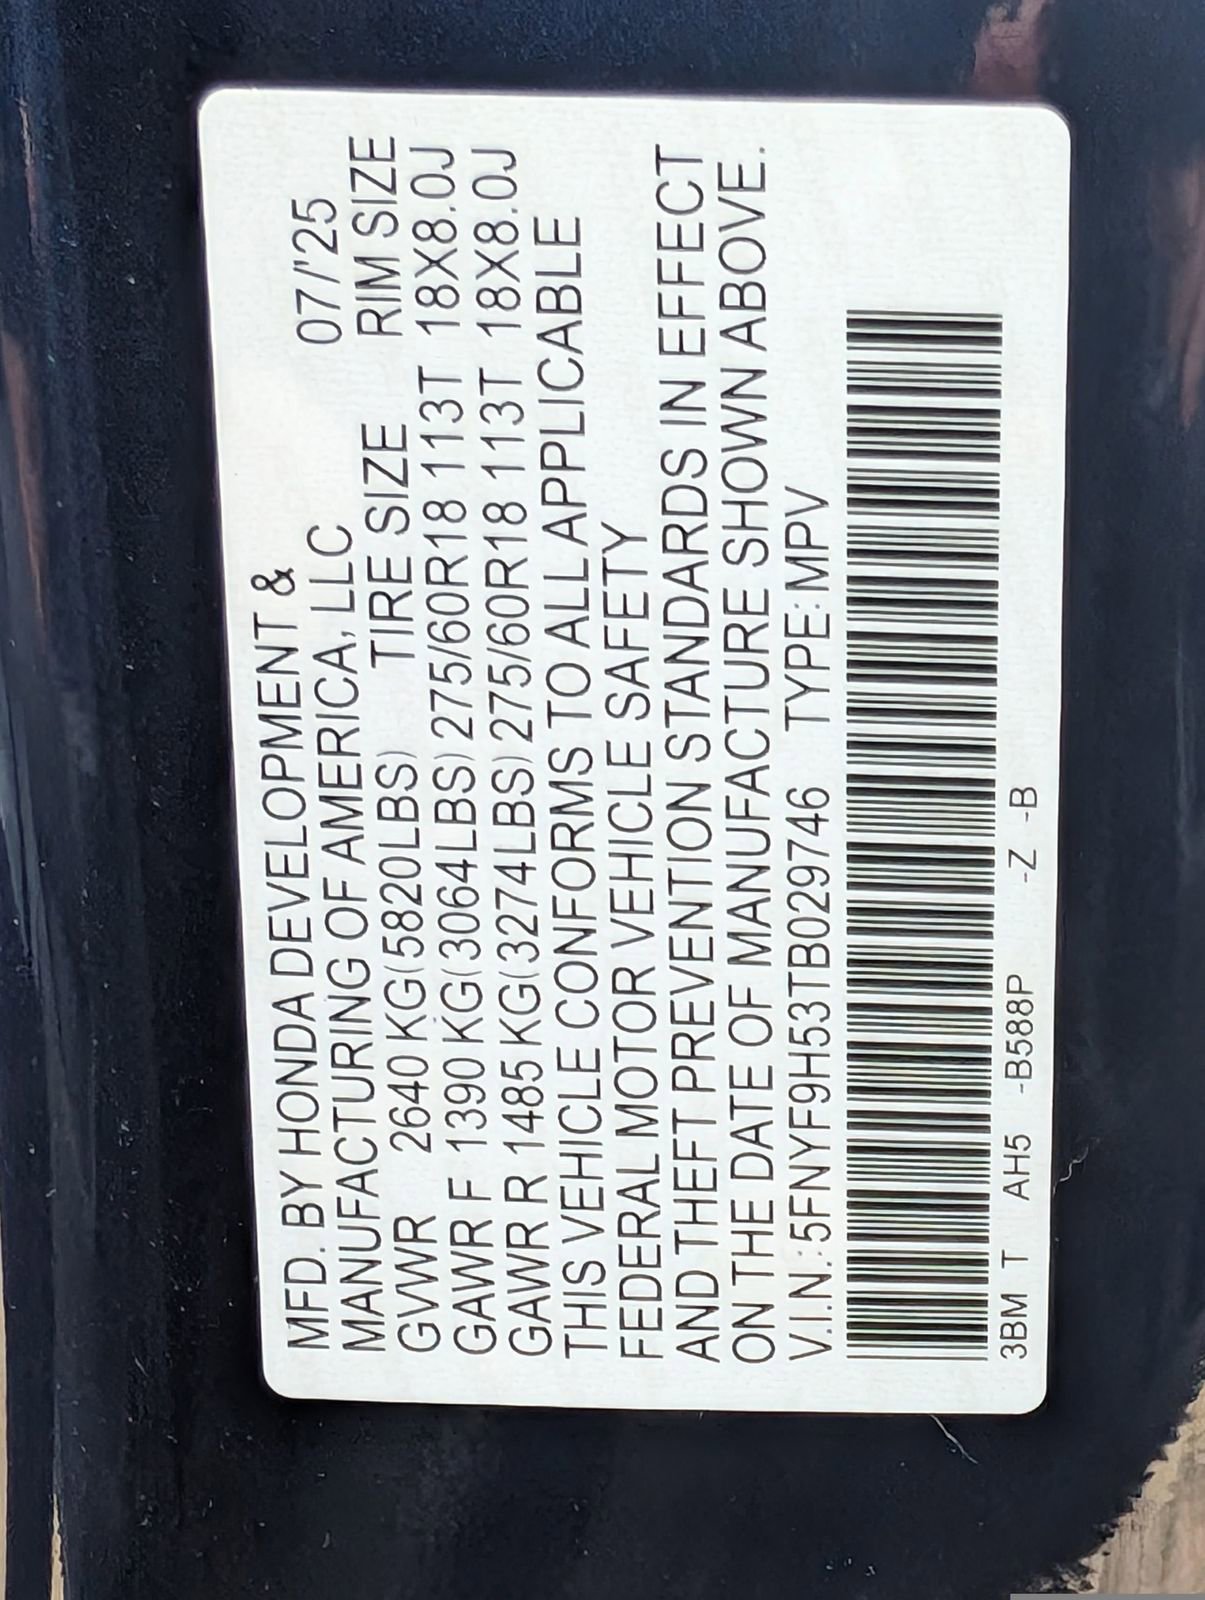 MFD. BY HONDA DEVELOPMENT &
MANUFACTURING OF AMERICA, LLC 07/'25
GVWR 2640 KG(5820LBS) TIRE SIZE RIM SIZE
GAWR F 1390 KG(3064LBS) 275/60R18 113T 18X8.0J
GAWR R 1485 KG(3274LBS) 275/60R18 113T 18X8.0J
THIS VEHICLE CONFORMS TO ALL APPLICABLE
FEDERAL MOTOR VEHICLE SAFETY
AND THEFT PREVENTION STANDARDS IN EFFECT
ON THE DATE OF MANUFACTURE SHOWN ABOVE.
V.I.N.:5FNYF9H53TB029746 TYPE:MPV
3BM T AH5 -B588P -Z -B